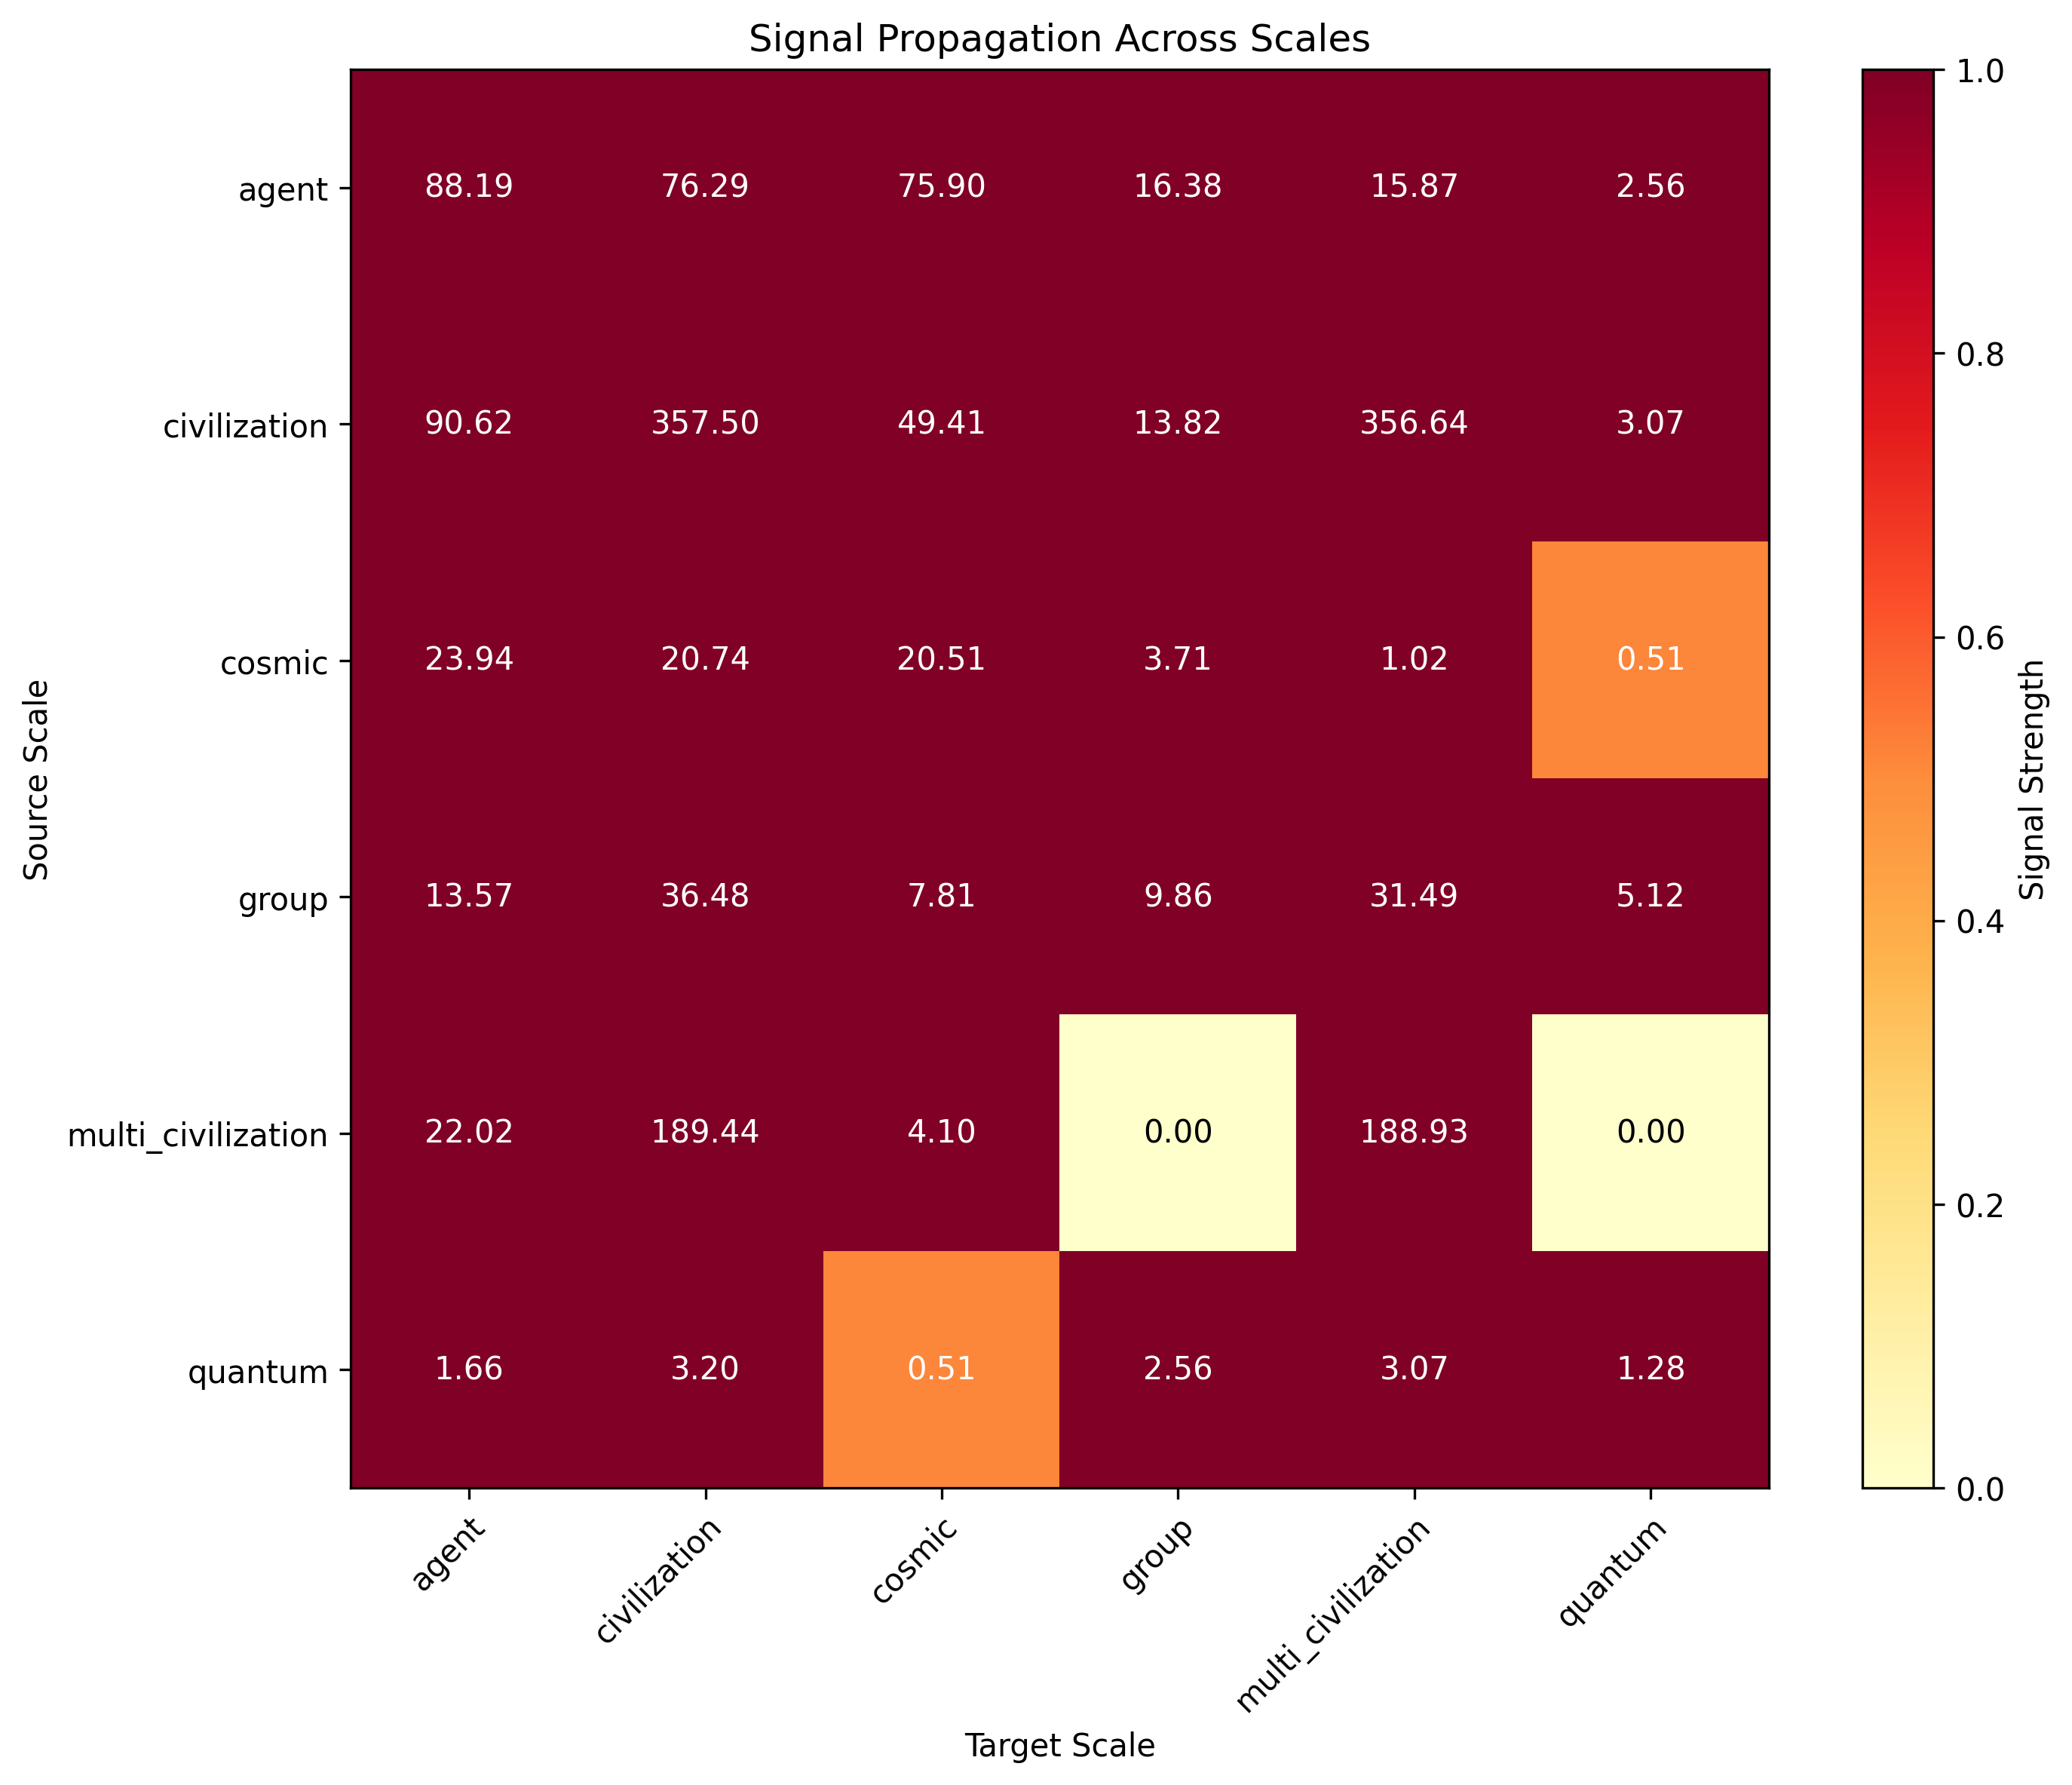 Signal Propagation Across Scales
agent 88.19 76.29 75.90 16.38 15.87 2.56
civilization 90.62 357.50 49.41 13.82 356.64 3.07
cosmic 23.94 20.74 20.51 3.71 1.02 0.51
group 13.57 36.48 7.81 9.86 31.49 5.12
multi_civilization 22.02 189.44 4.10 0.00 188.93 0.00
quantum 1.66 3.20 0.51 2.56 3.07 1.28
agent civilization cosmic group multi_civilization quantum
Target Scale
Source Scale
1.0
0.8
0.6
0.4
0.2
0.0
Signal Strength